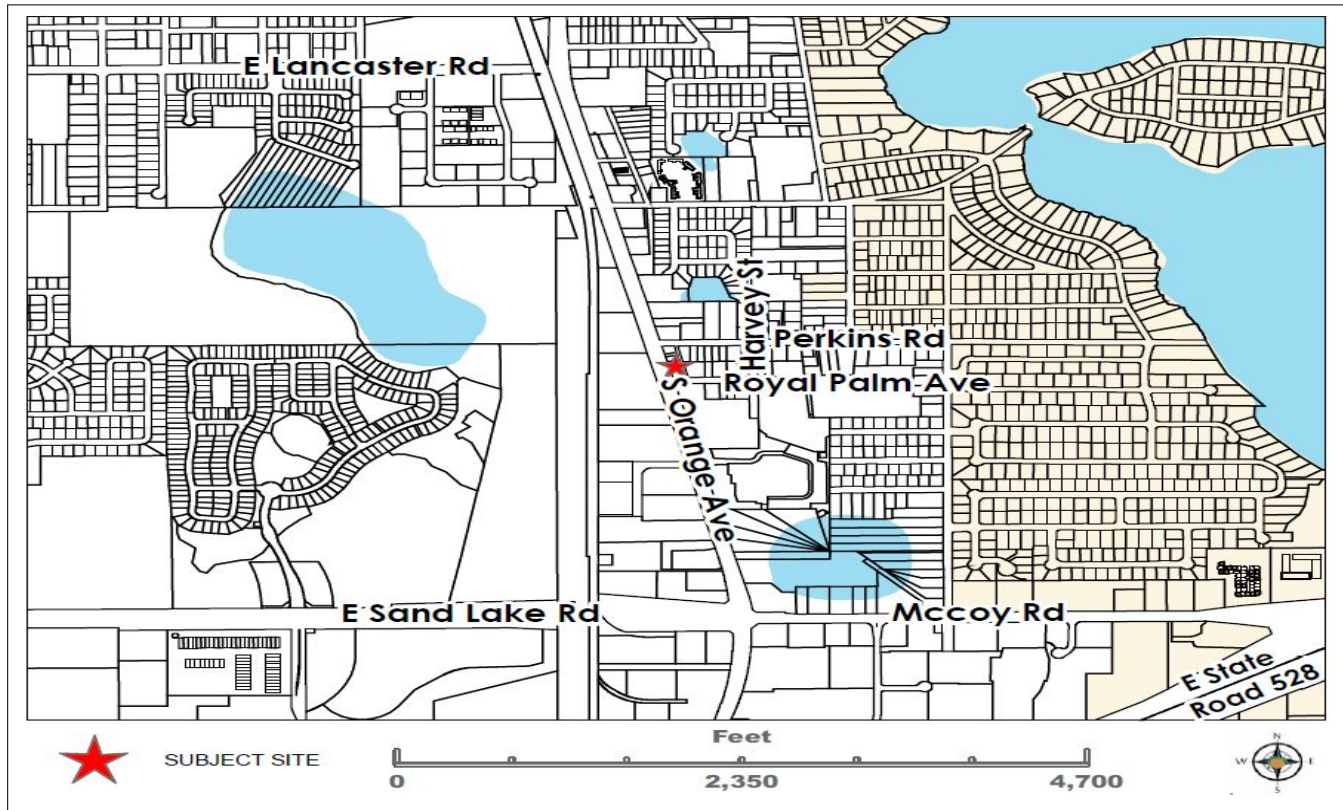 E Lancaster Rd
Harvey St
Perkins Rd
Royal Palm Ave
S Orange Ave
E Sand Lake Rd
Mccoy Rd
E State
Road 528
SUBJECT SITE
Feet
0
2,350
4,700
N
W
E
S